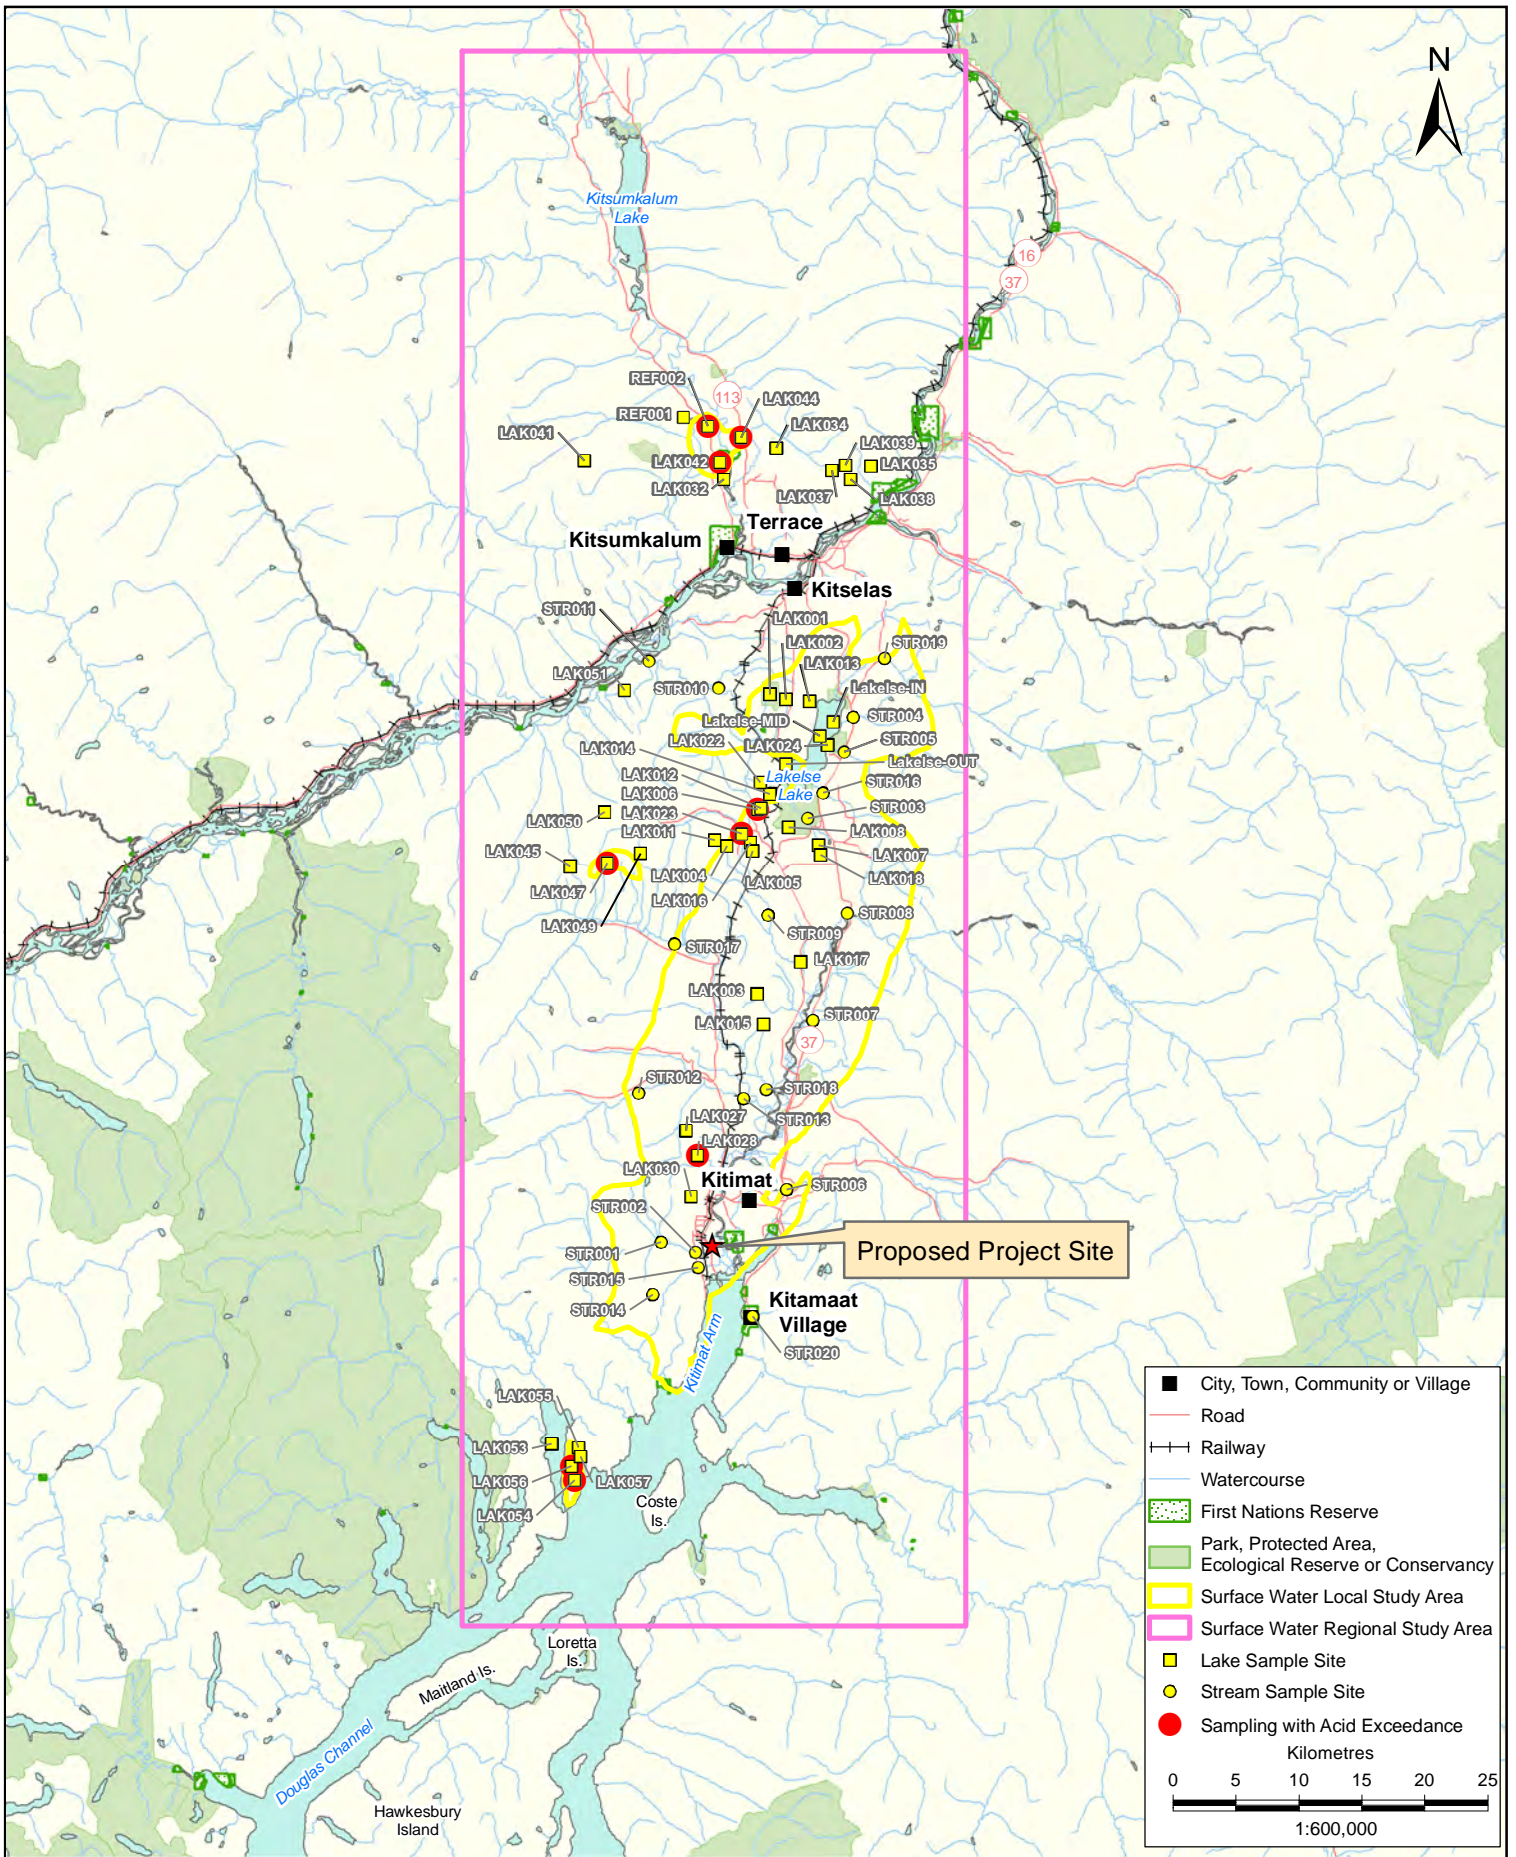 N
Kitsumkalum
Lake
16
37
REF002
113
LAK044
REF001
LAK034
LAK041
LAK039
LAK042
LAK035
LAK032
LAK037
LAK038
Terrace
Kitsumkalum
Kitselas
STR011
LAK001
LAK002
STR019
LAK013
LAK051
STR010
Lakelse-IN
Lakelse-MID
STR004
LAK022
LAK024
STR005
LAK014
Lakelse-OUT
LAK012
Lakelse
Lake
STR016
LAK006
LAK023
STR003
LAK050
LAK011
LAK008
LAK045
LAK007
LAK004
LAK005
LAK018
LAK047
LAK016
STR008
LAK049
STR009
STR017
LAK017
LAK003
LAK015
STR007
37
STR012
STR018
LAK027
STR013
LAK028
LAK030
Kitimat
STR006
STR002
STR001
Proposed Project Site
STR015
STR014
Kitamaat
Village
Kitimat Arm
STR020
LAK055
LAK053
LAK056
LAK057
LAK054
Coste
Is.
Loretta
Is.
Maitland Is.
Douglas Channel
Hawkesbury
Island
City, Town, Community or Village
Road
Railway
Watercourse
First Nations Reserve
Park, Protected Area,
Ecological Reserve or Conservancy
Surface Water Local Study Area
Surface Water Regional Study Area
Lake Sample Site
Stream Sample Site
Sampling with Acid Exceedance
Kilometres
0 5 10 15 20 25
1:600,000